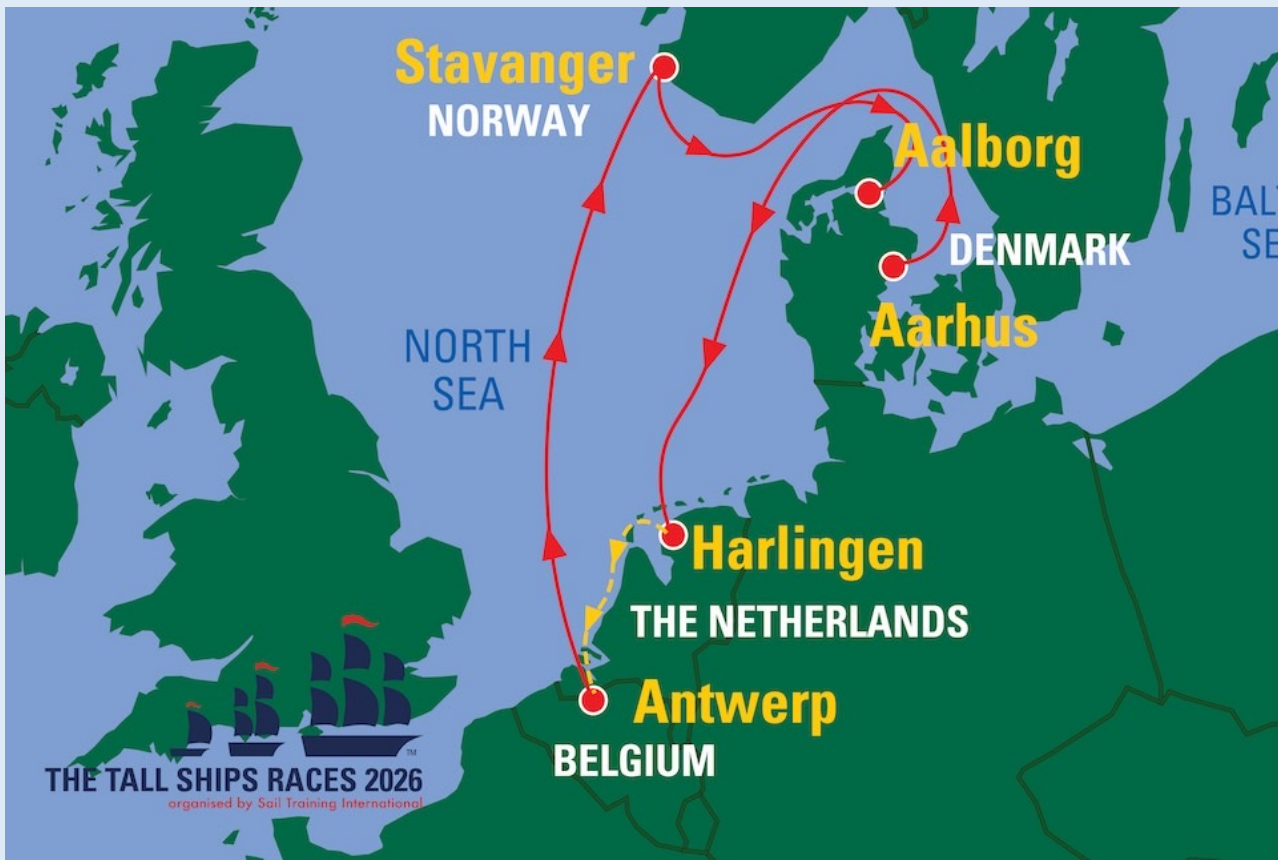 Stavanger
NORWAY
Aalborg
BAL
SE
DENMARK
Aarhus
NORTH
SEA
Harlingen
THE NETHERLANDS
Antwerp
BELGIUM
TM
THE TALL SHIPS RACES 2026
organised by Sail Training International